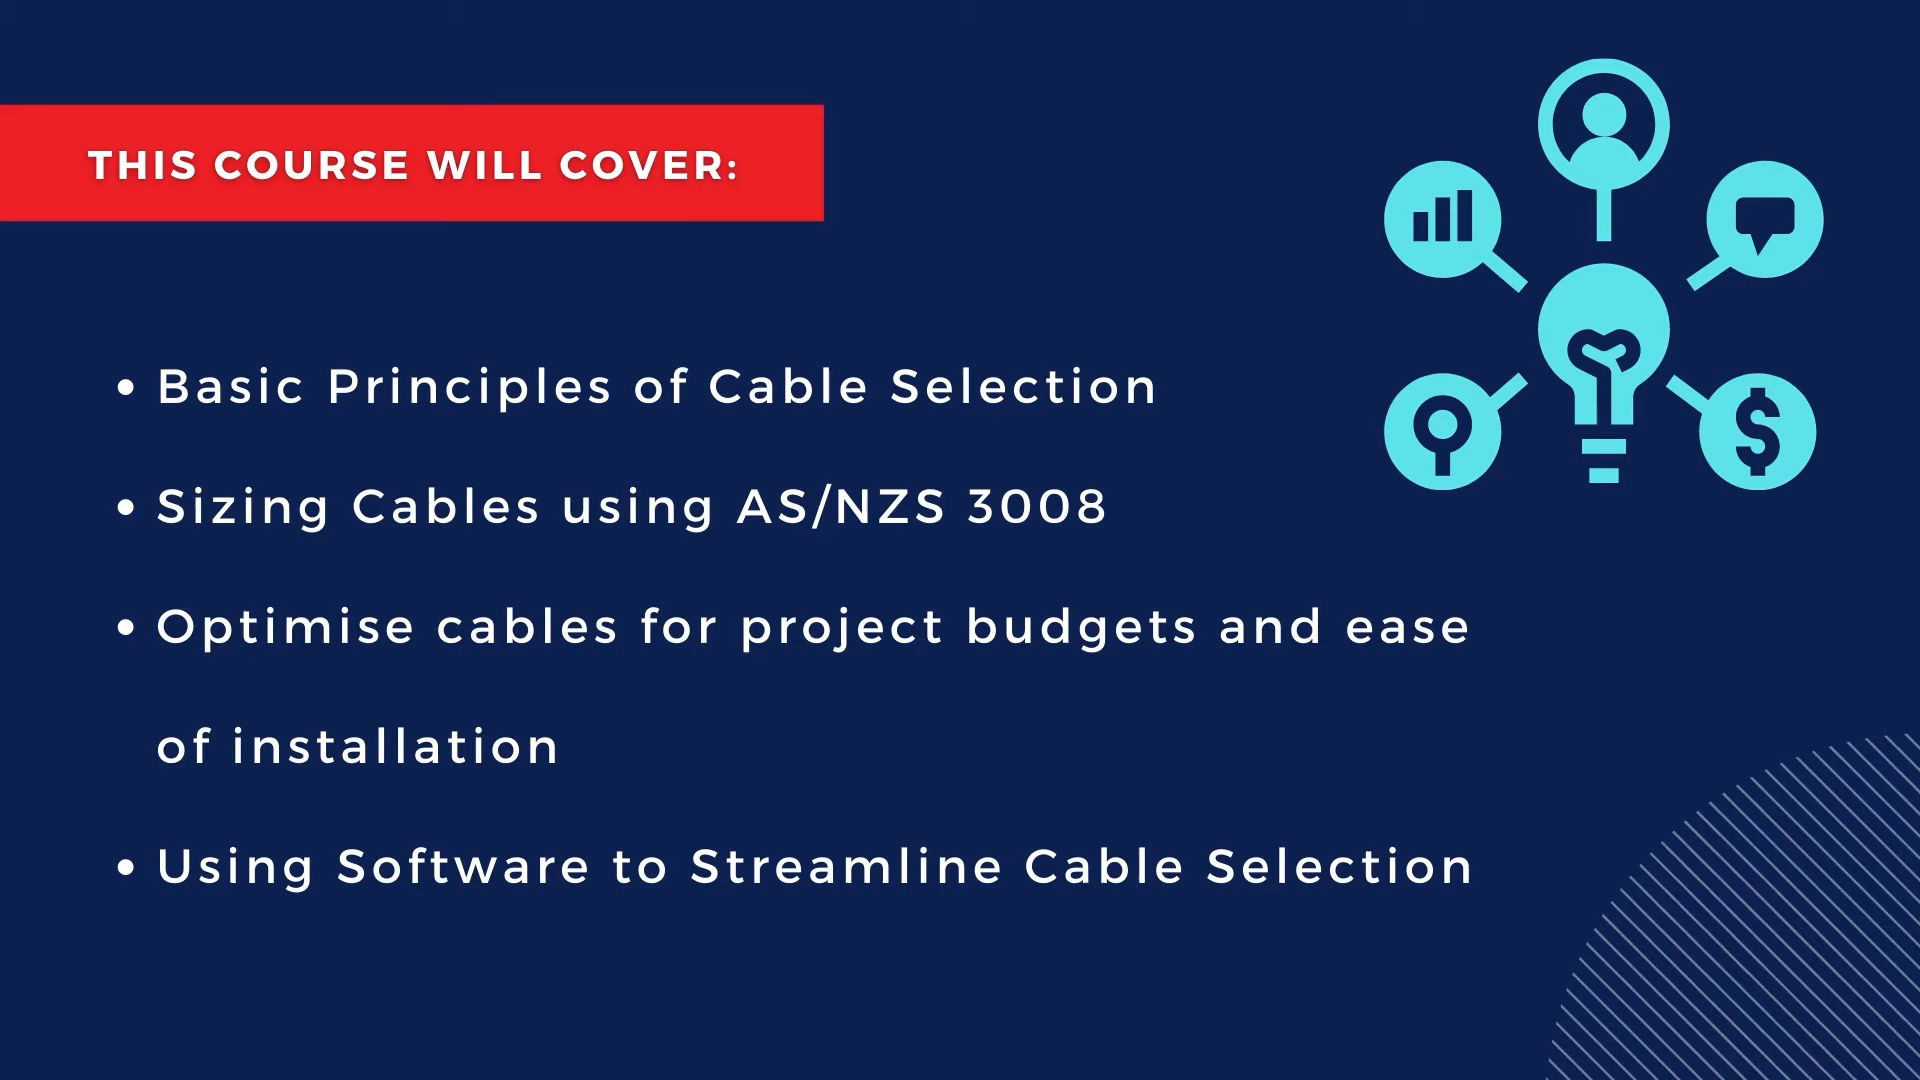 THIS COURSE WILL COVER:
• Basic Principles of Cable Selection
• Sizing Cables using AS/NZS 3008
• Optimise cables for project budgets and ease
of installation
• Using Software to Streamline Cable Selection